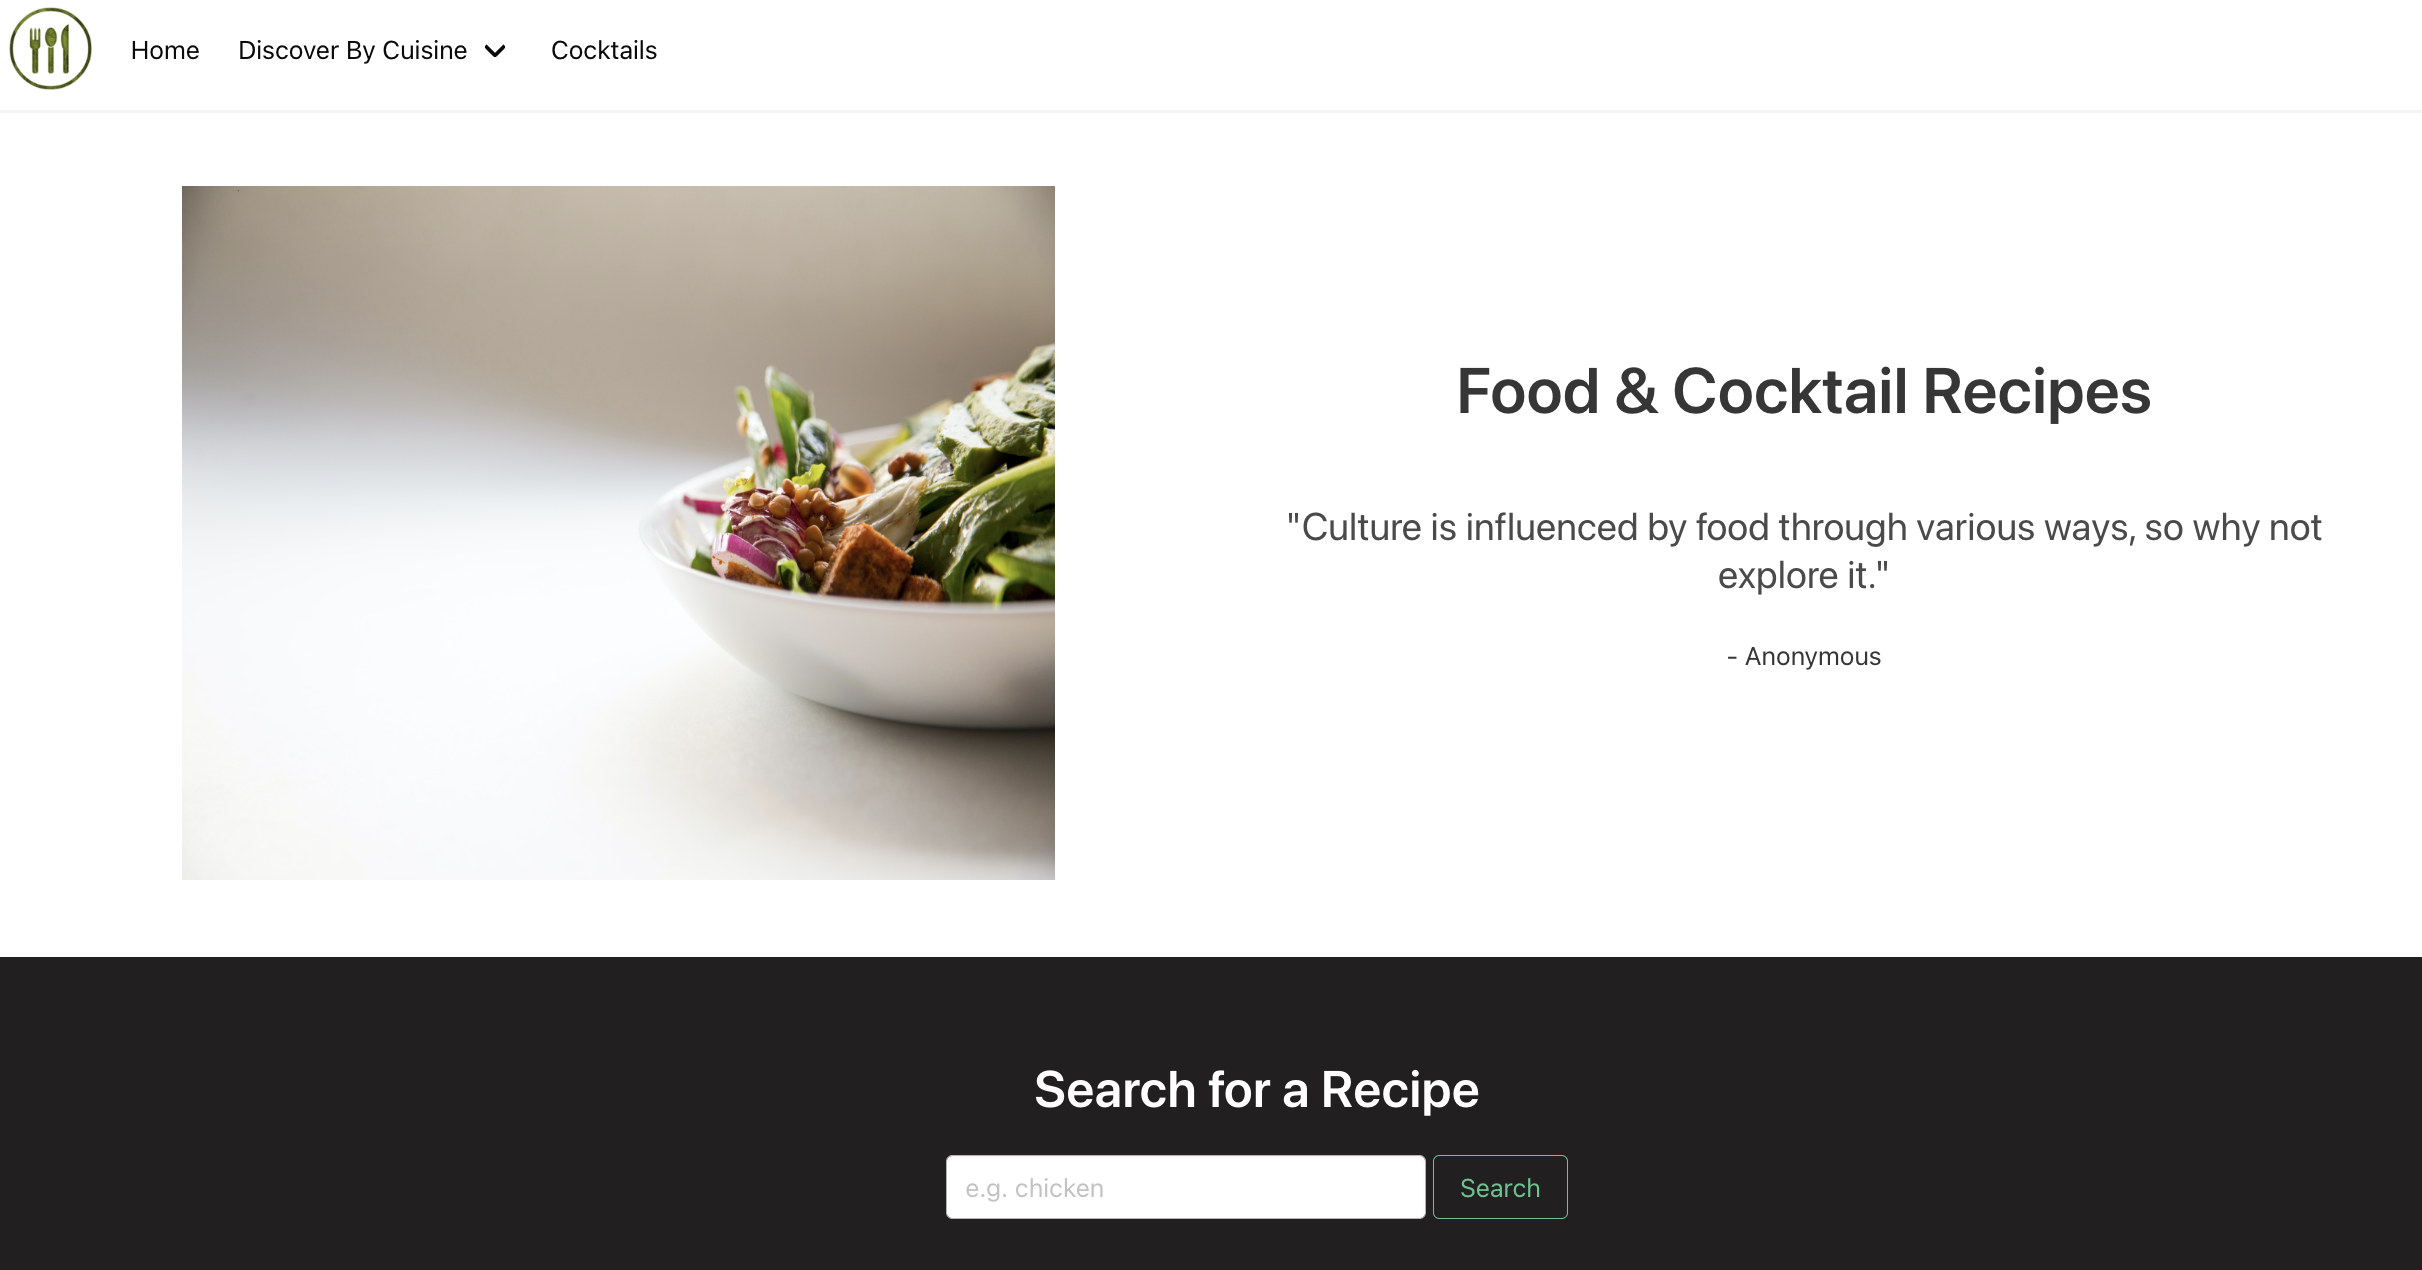 Home Discover By Cuisine Cocktails
Food & Cocktail Recipes
"Culture is influenced by food through various ways, so why not
explore it."
- Anonymous
Search for a Recipe
e.g. chicken Search